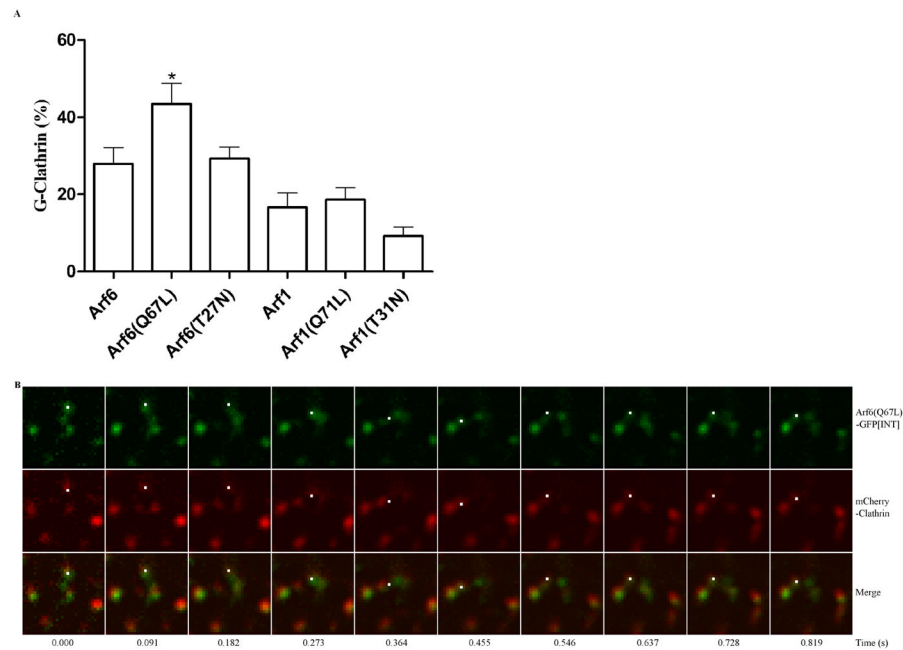 A
60
40
20
0
G-Clathrin (%)
*
Arf6
Arf6(Q67L)
Arf6(T27N)
Arf1
Arf1(Q71L)
Arf1(T31N)
B
Arf6(Q67L)
-GFP[INT]
mCherry
-Clathrin
Merge
0.000 0.091 0.182 0.273 0.364 0.455 0.546 0.637 0.728 0.819 Time (s)